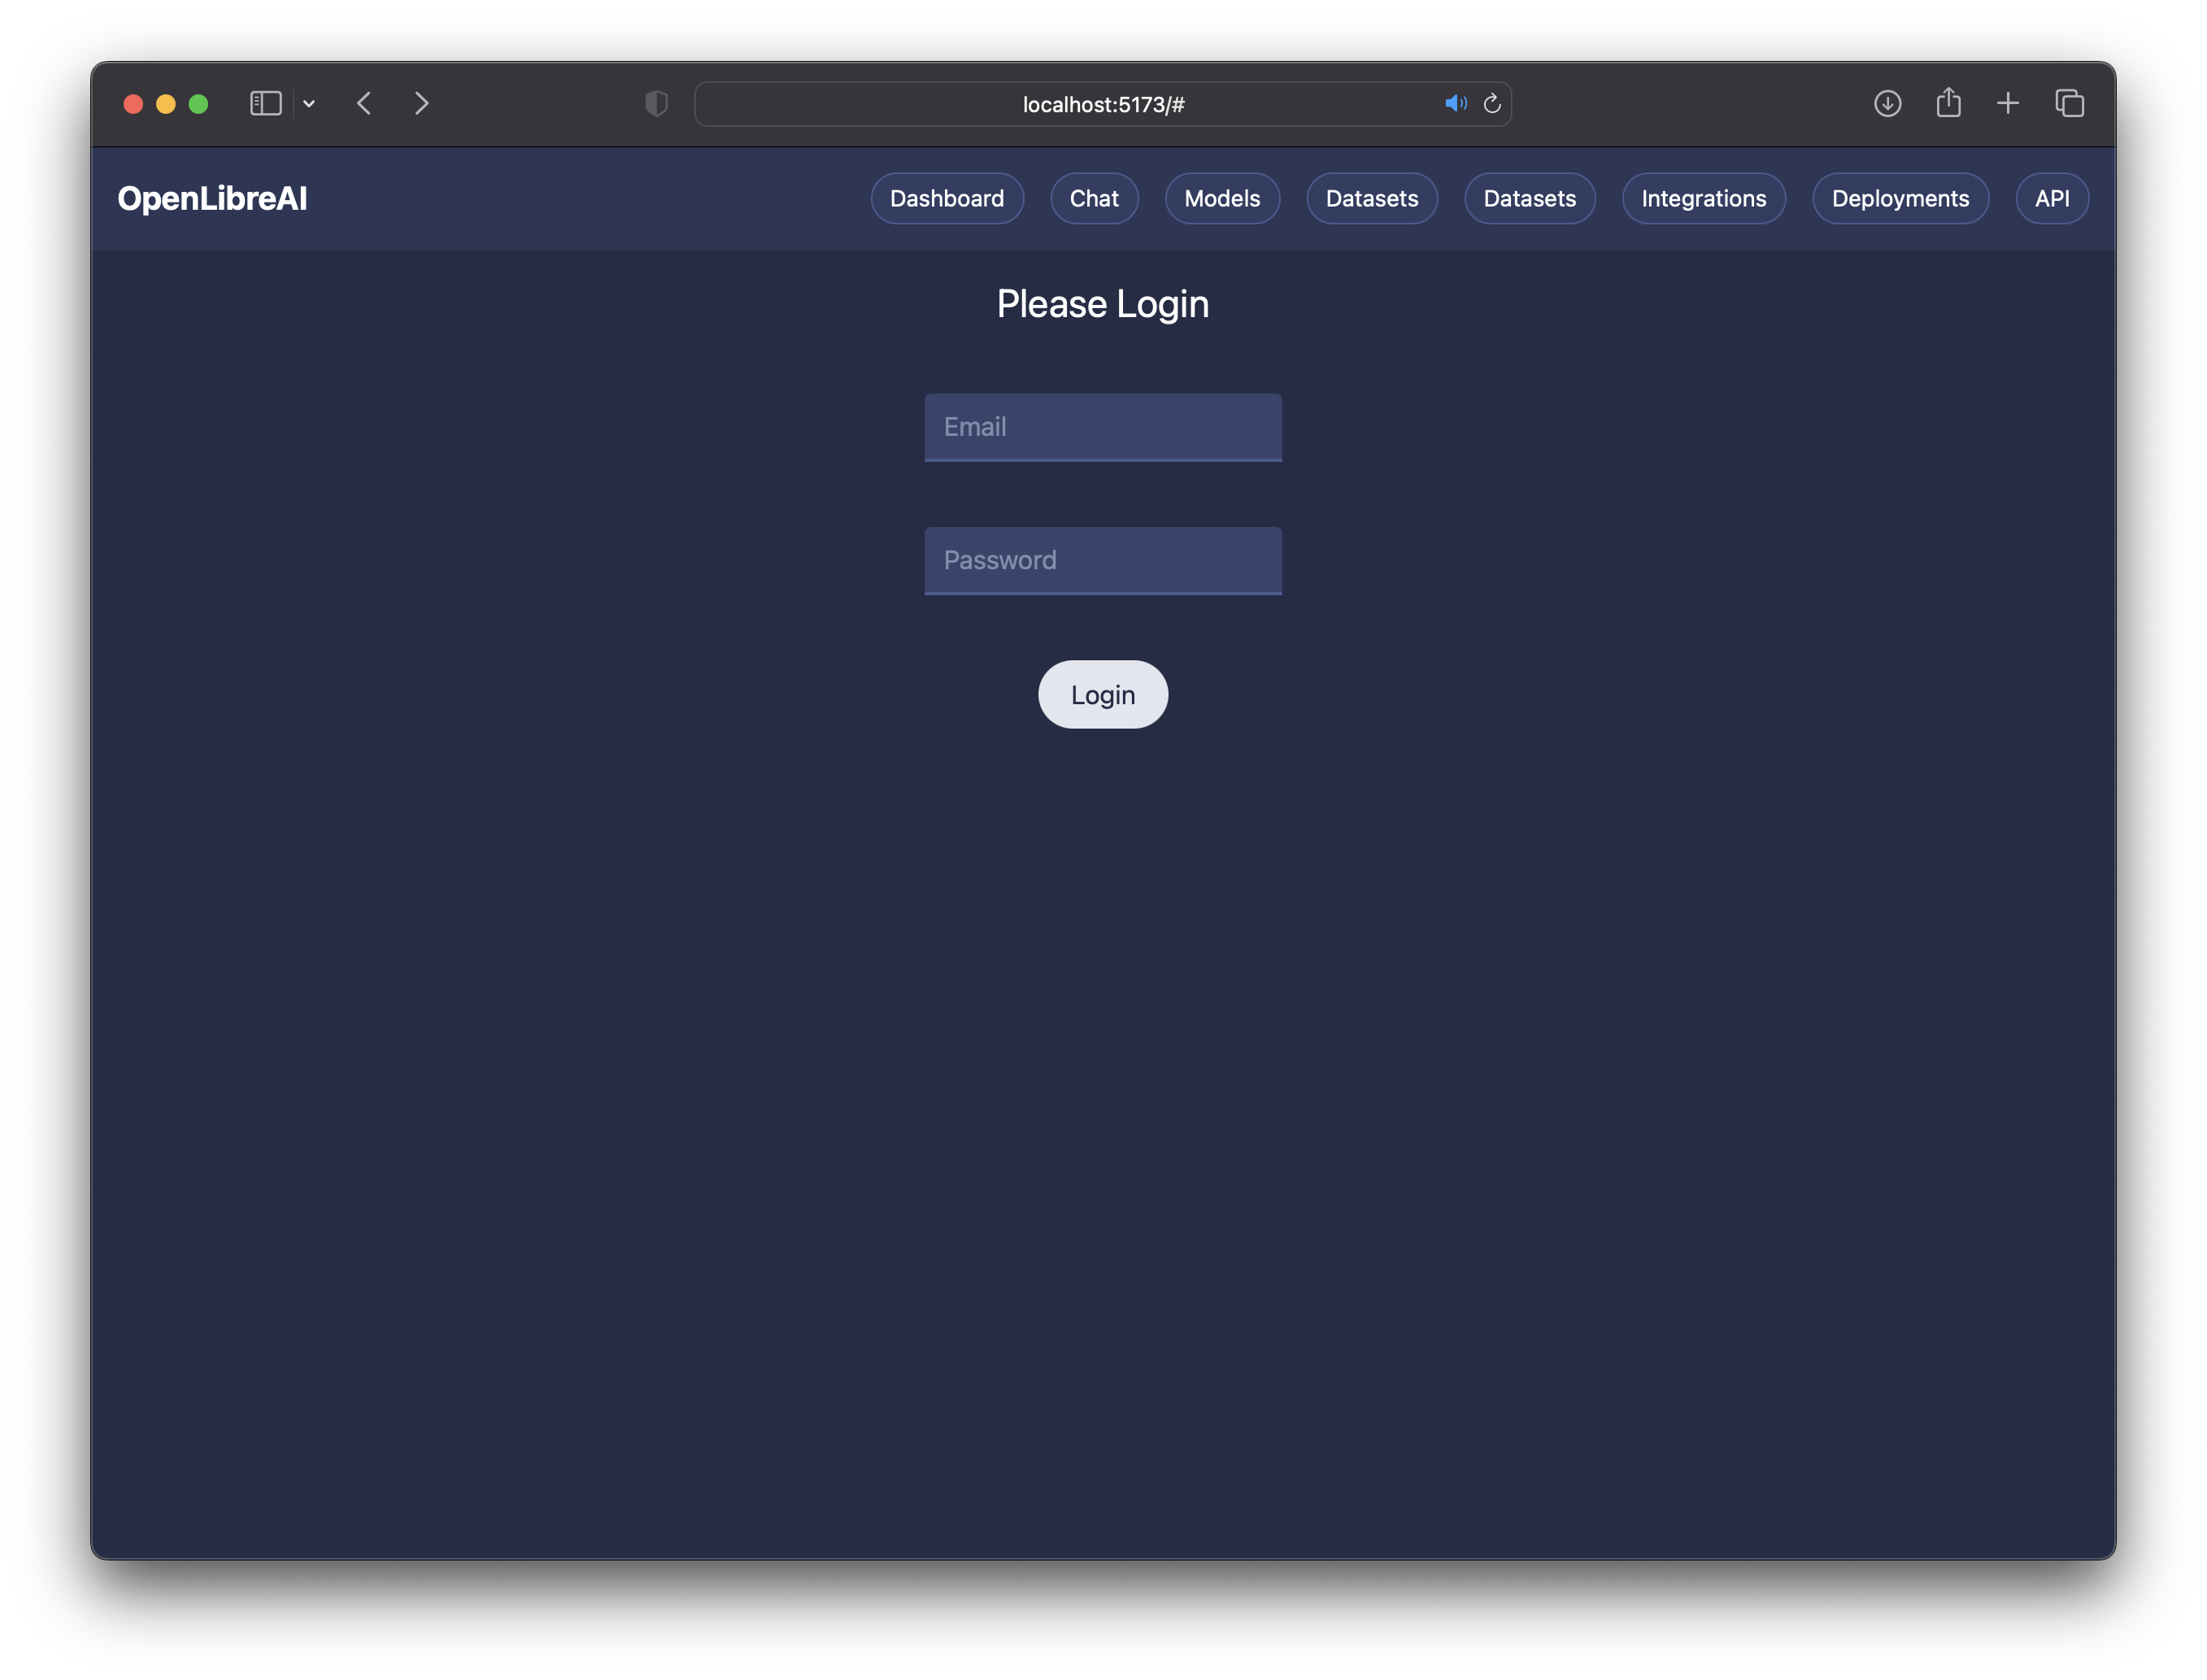 localhost:5173/#
OpenLibreAI Dashboard Chat Models Datasets Datasets Integrations Deployments API
Please Login
Email
Password
Login